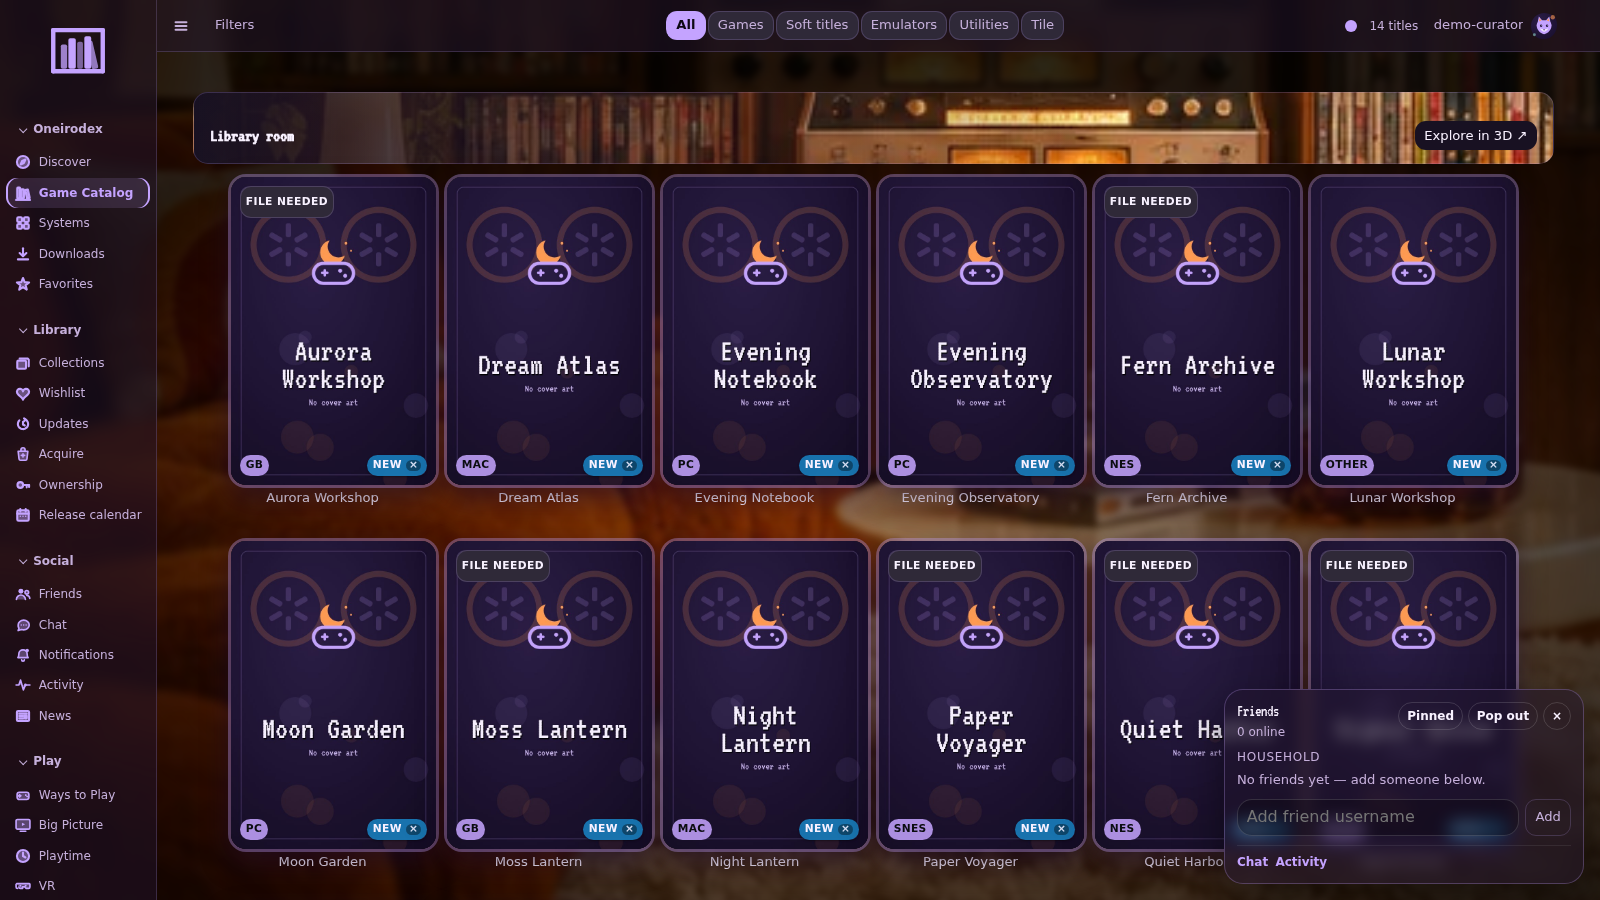 Filters
All
Games
Soft titles
Emulators
Utilities
Tile
14 titles
demo-curator
Oneirodex
Discover
Game Catalog
Systems
Downloads
Favorites
Library
Collections
Wishlist
Updates
Acquire
Ownership
Release calendar
Social
Friends
Chat
Notifications
Activity
News
Play
Ways to Play
Big Picture
Playtime
VR
Library room
Explore in 3D ↗
FILE NEEDED
Aurora
Workshop
No cover art
GB
NEW ×
Aurora Workshop
Dream Atlas
No cover art
MAC
NEW ×
Dream Atlas
Evening
Notebook
No cover art
PC
NEW ×
Evening Notebook
Evening
Observatory
No cover art
PC
NEW ×
Evening Observatory
FILE NEEDED
Fern Archive
No cover art
NES
NEW ×
Fern Archive
Lunar
Workshop
No cover art
OTHER
NEW ×
Lunar Workshop
Moon Garden
No cover art
PC
NEW ×
Moon Garden
FILE NEEDED
Moss Lantern
No cover art
GB
NEW ×
Moss Lantern
Night
Lantern
No cover art
MAC
NEW ×
Night Lantern
FILE NEEDED
Paper
Voyager
No cover art
SNES
NEW ×
Paper Voyager
FILE NEEDED
Quiet Ha
No cover art
NES
Quiet Harbo
FILE NEEDED
Friends
0 online
Pinned
Pop out
×
HOUSEHOLD
No friends yet — add someone below.
Add friend username
Add
Chat Activity